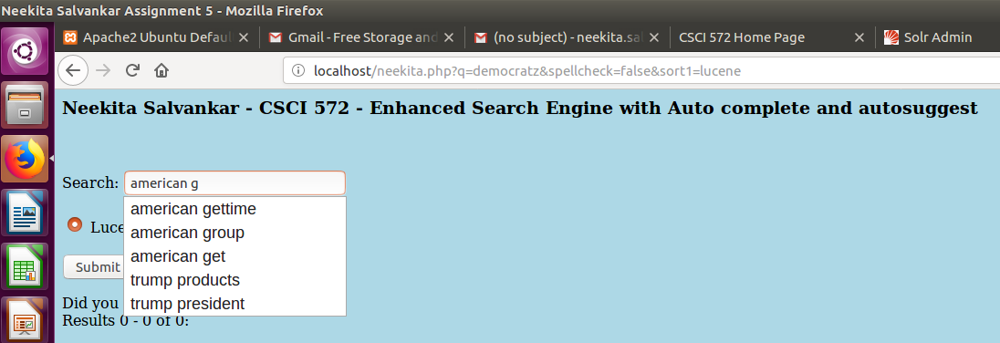 Neekita Salvankar Assignment 5 - Mozilla Firefox
Apache2 Ubuntu Defau
Gmail - Free Storage and
(no subject) - neekita.sal
CSCI 572 Home Page
Solr Admin
localhost/neekita.php?q=democratz&spellcheck=false&sort1=lucene
Neekita Salvankar - CSCI 572 - Enhanced Search Engine with Auto complete and autosuggest
Search: american g
american gettime
american group
Luce
american get
Submit
trump products
trump president
Did you
Results 0 - 0 of 0: